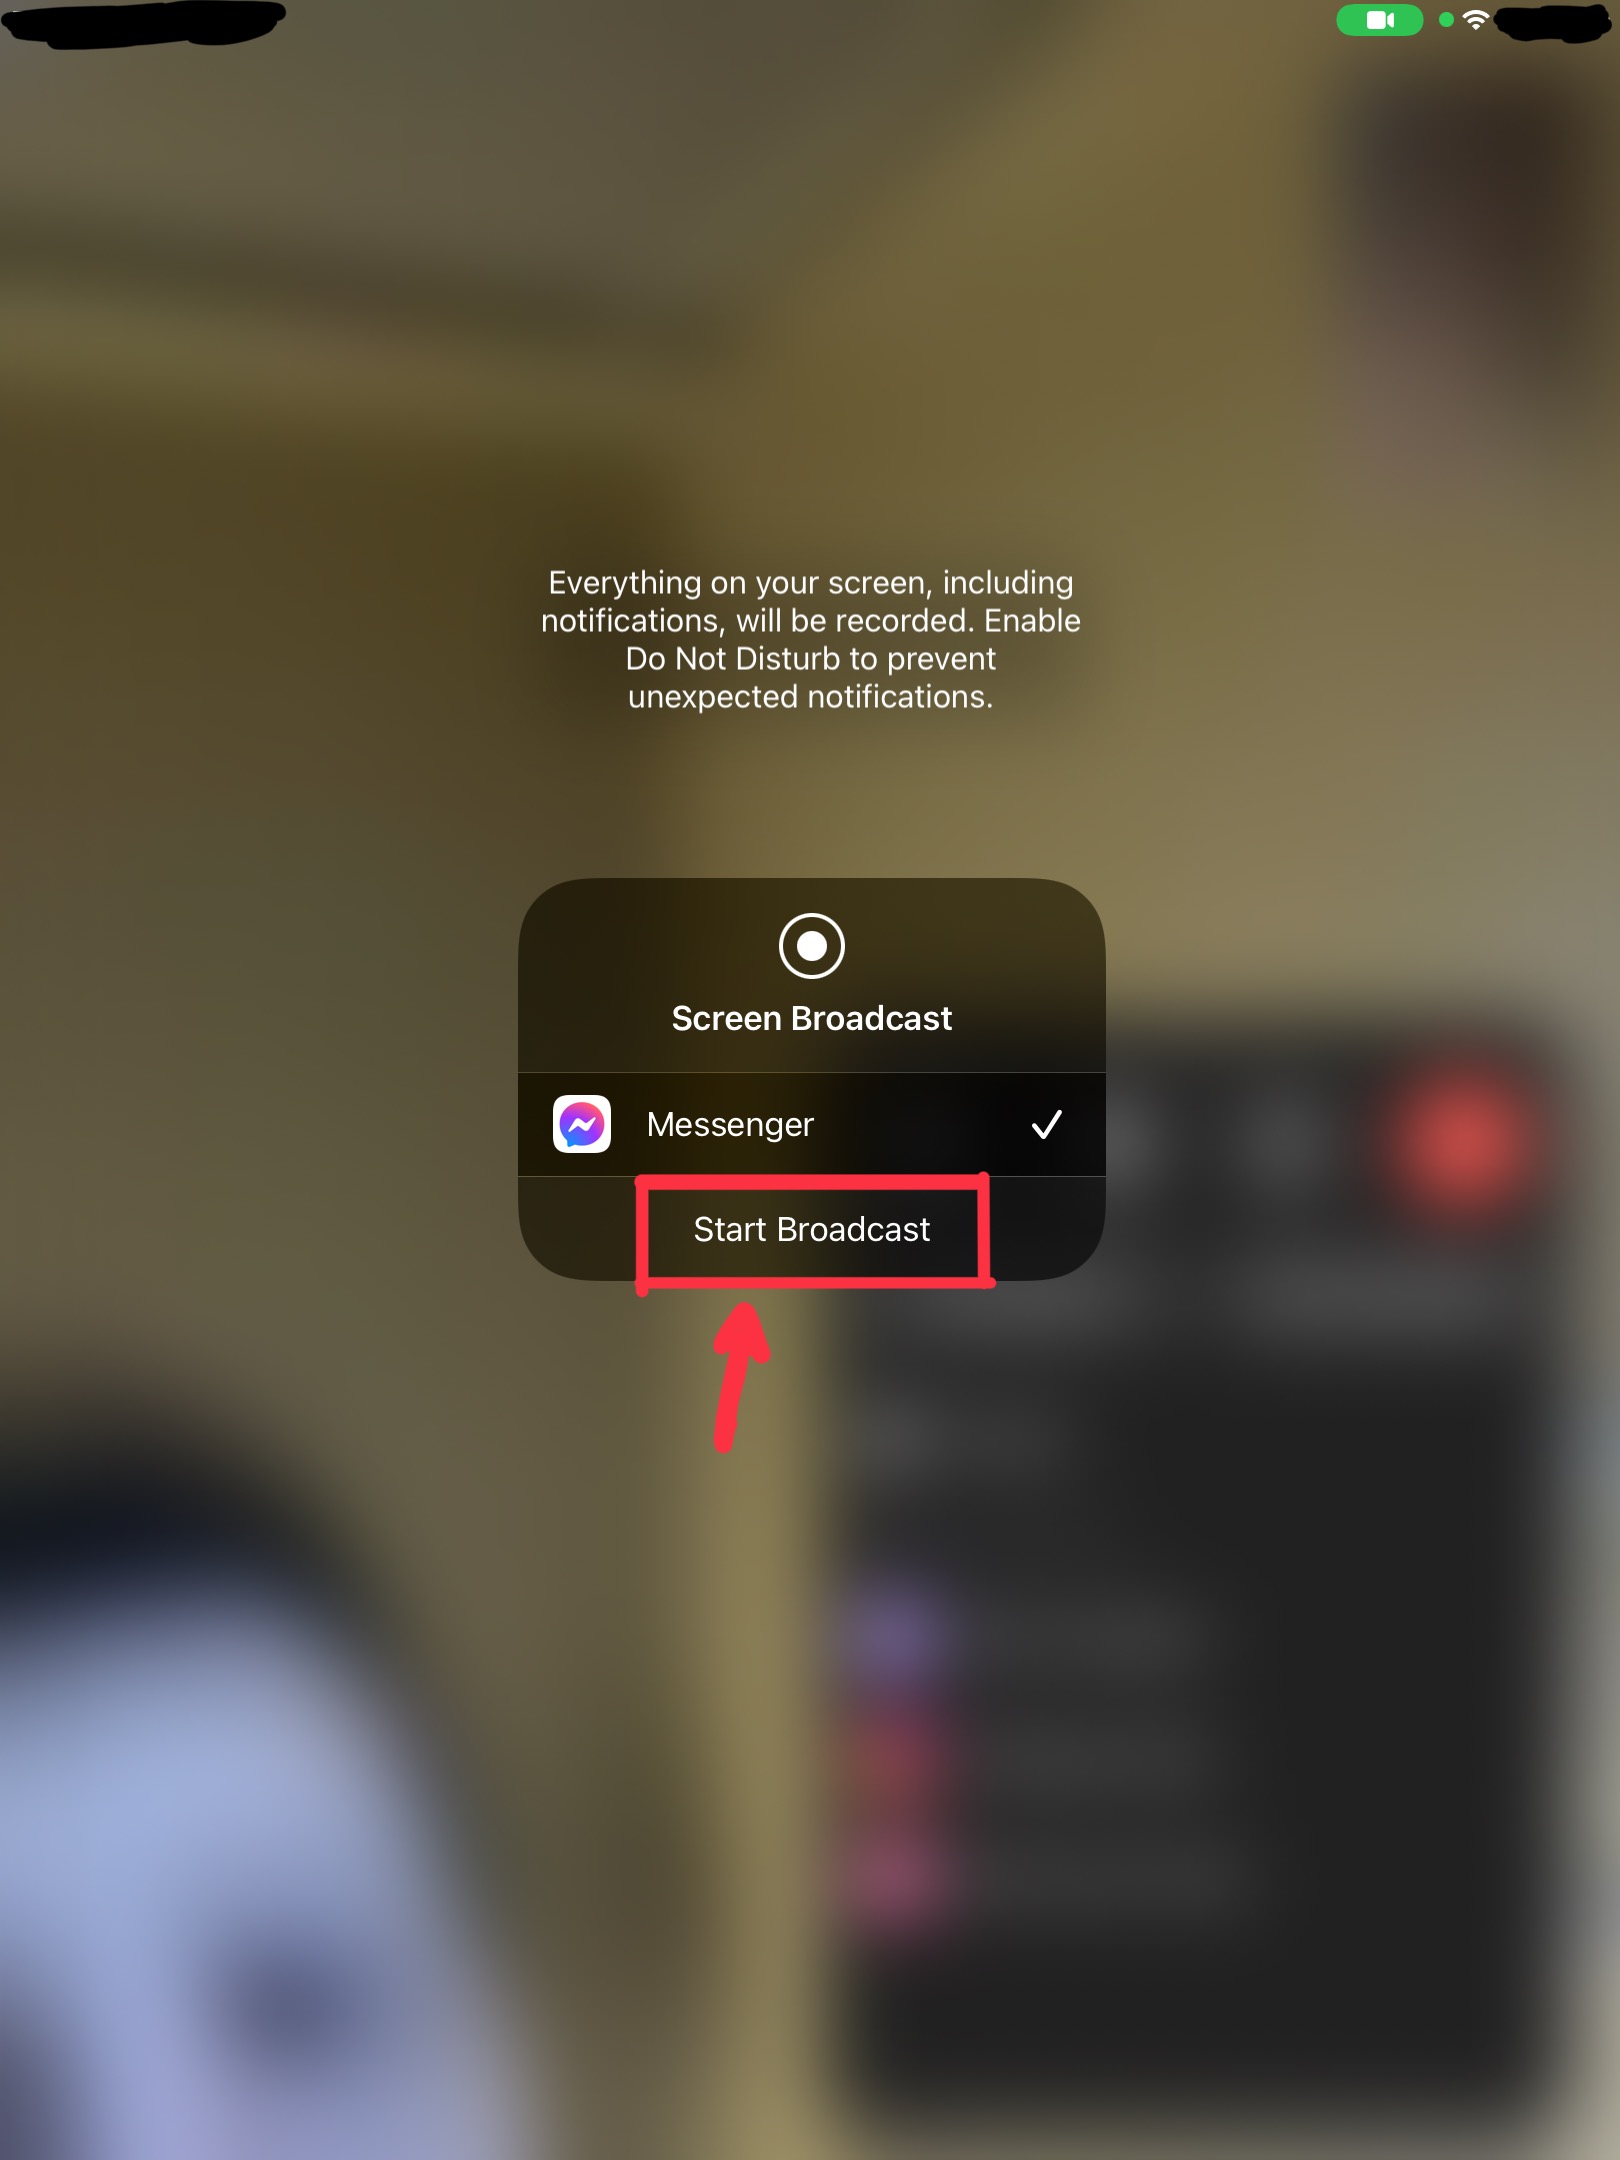 Everything on your screen, including
notifications, will be recorded. Enable
Do Not Disturb to prevent
unexpected notifications.
Screen Broadcast
Messenger
Start Broadcast